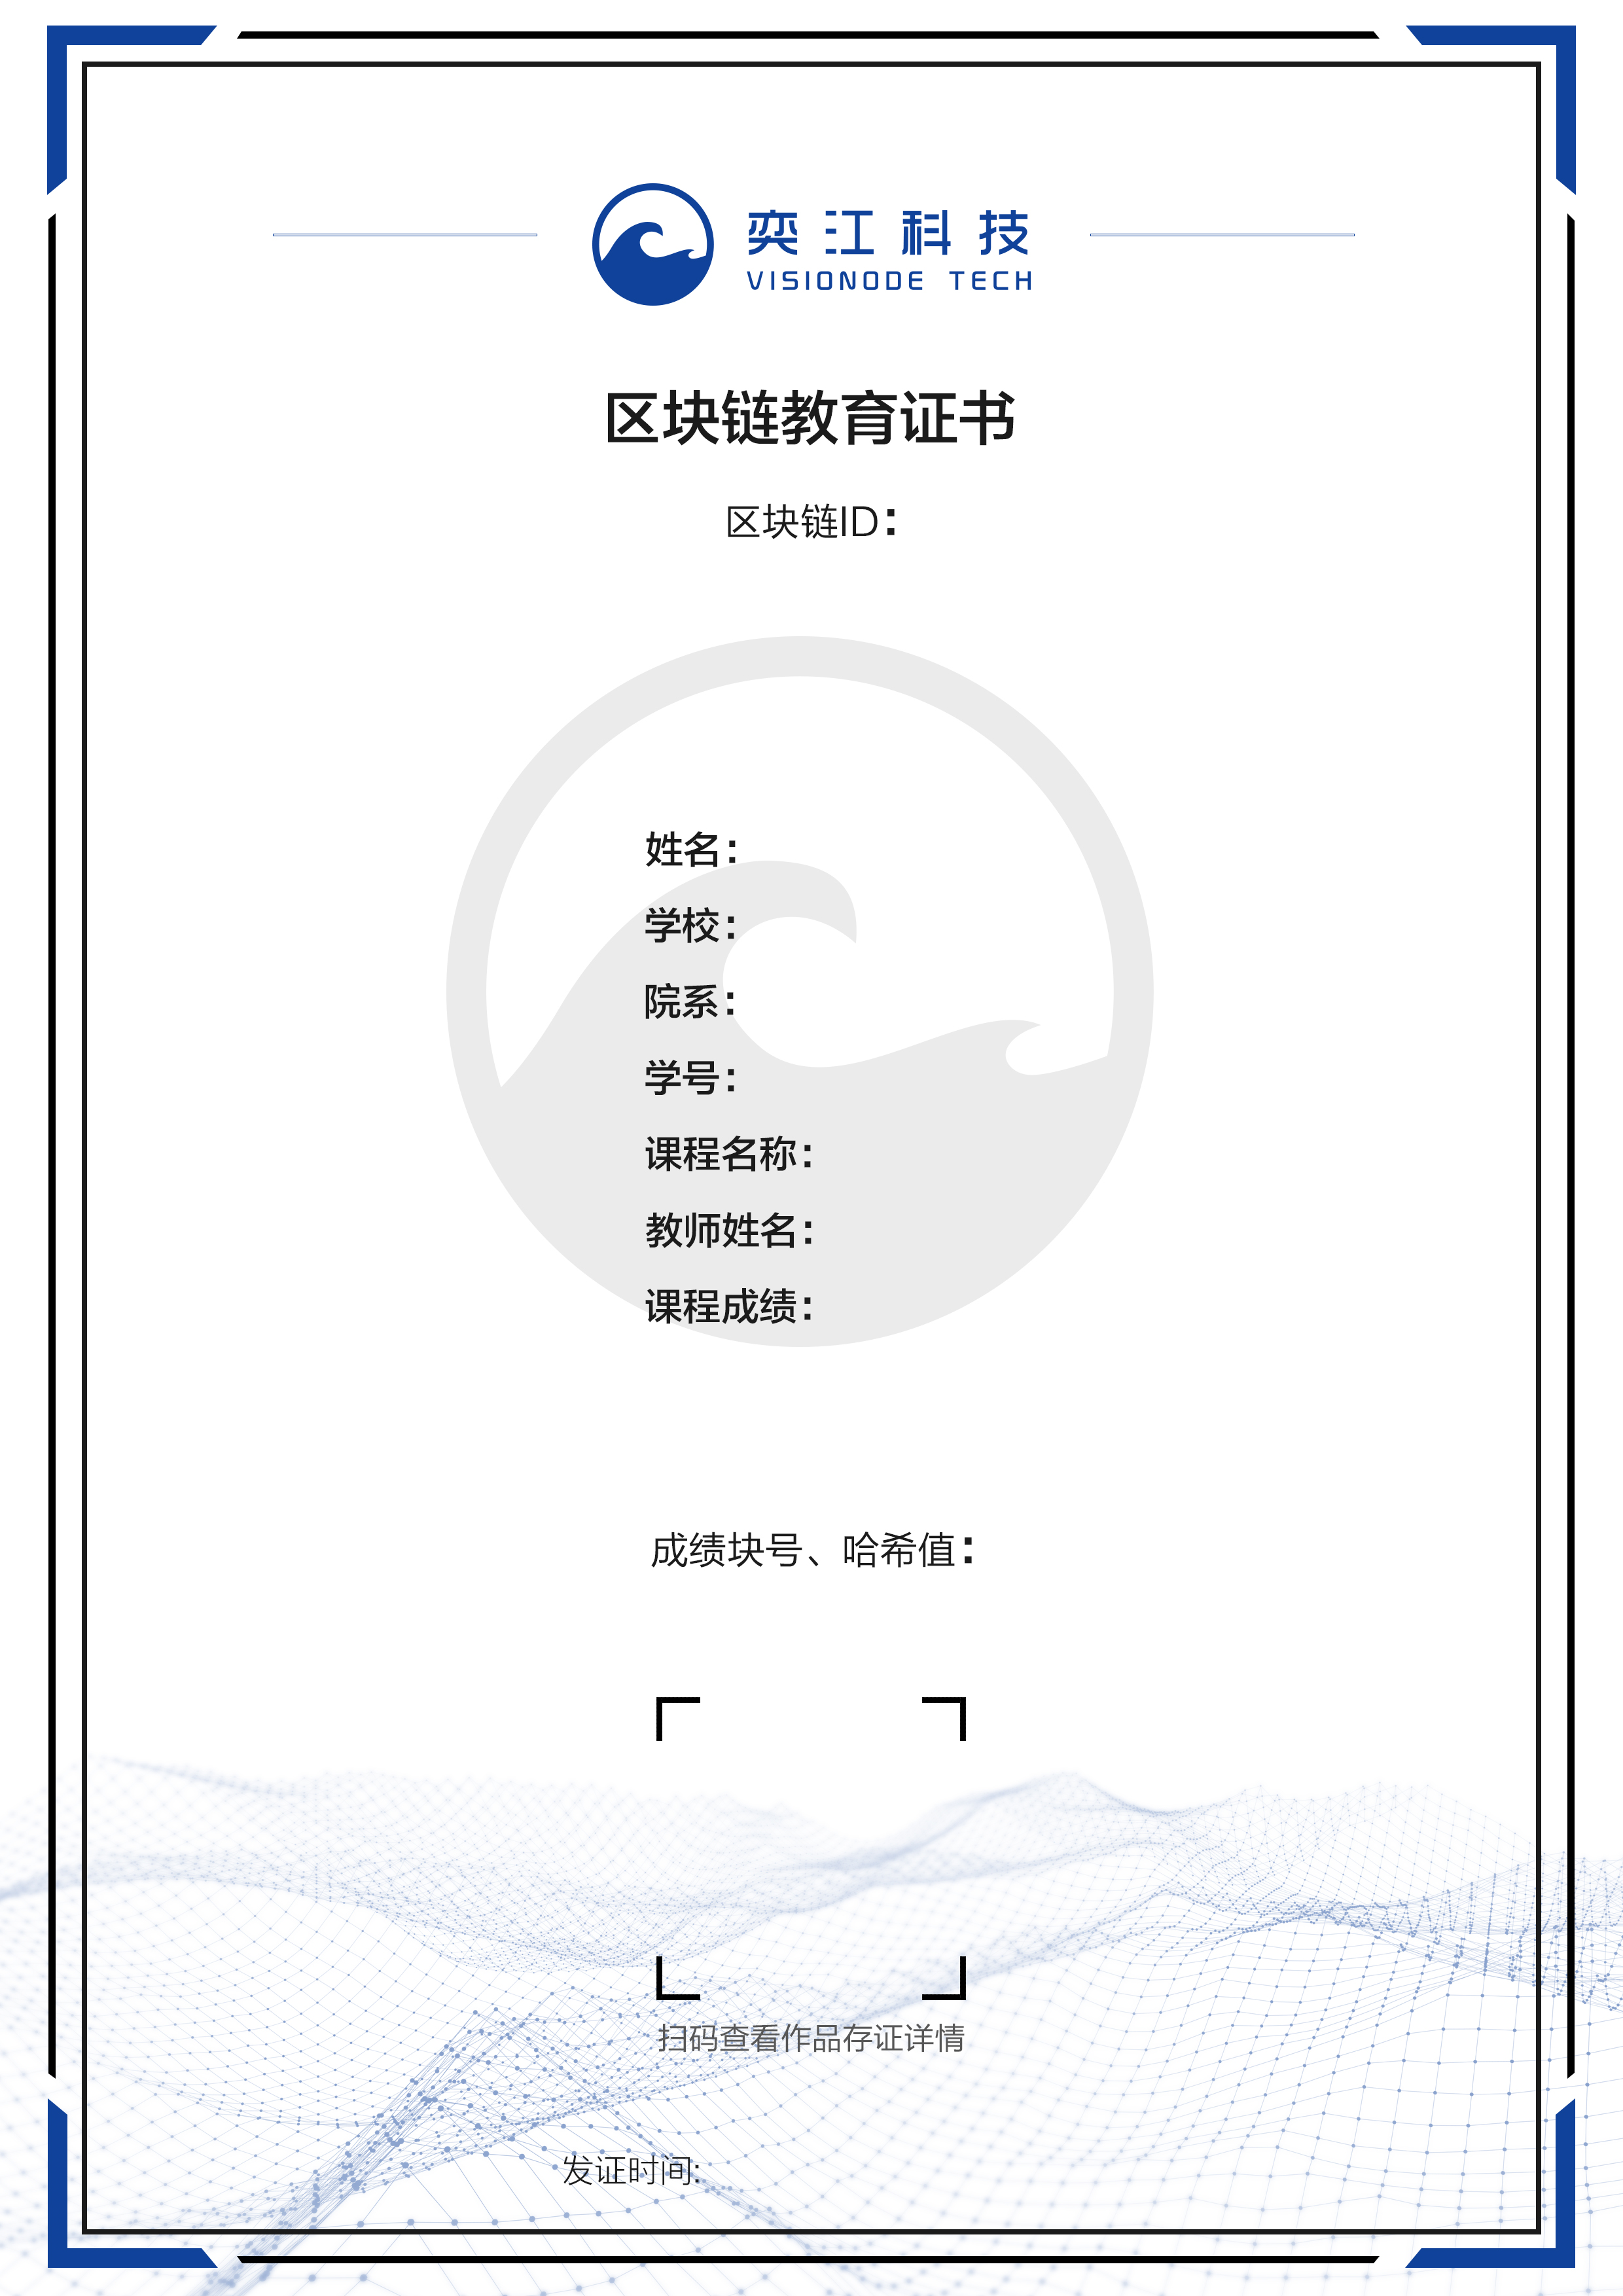 奕江科技
VISIONODE TECH
区块链教育证书
区块链ID：
姓名：
学校：
院系：
学号：
课程名称：
教师姓名：
课程成绩：
成绩块号、哈希值：
扫码查看作品存证详情
发证时间: